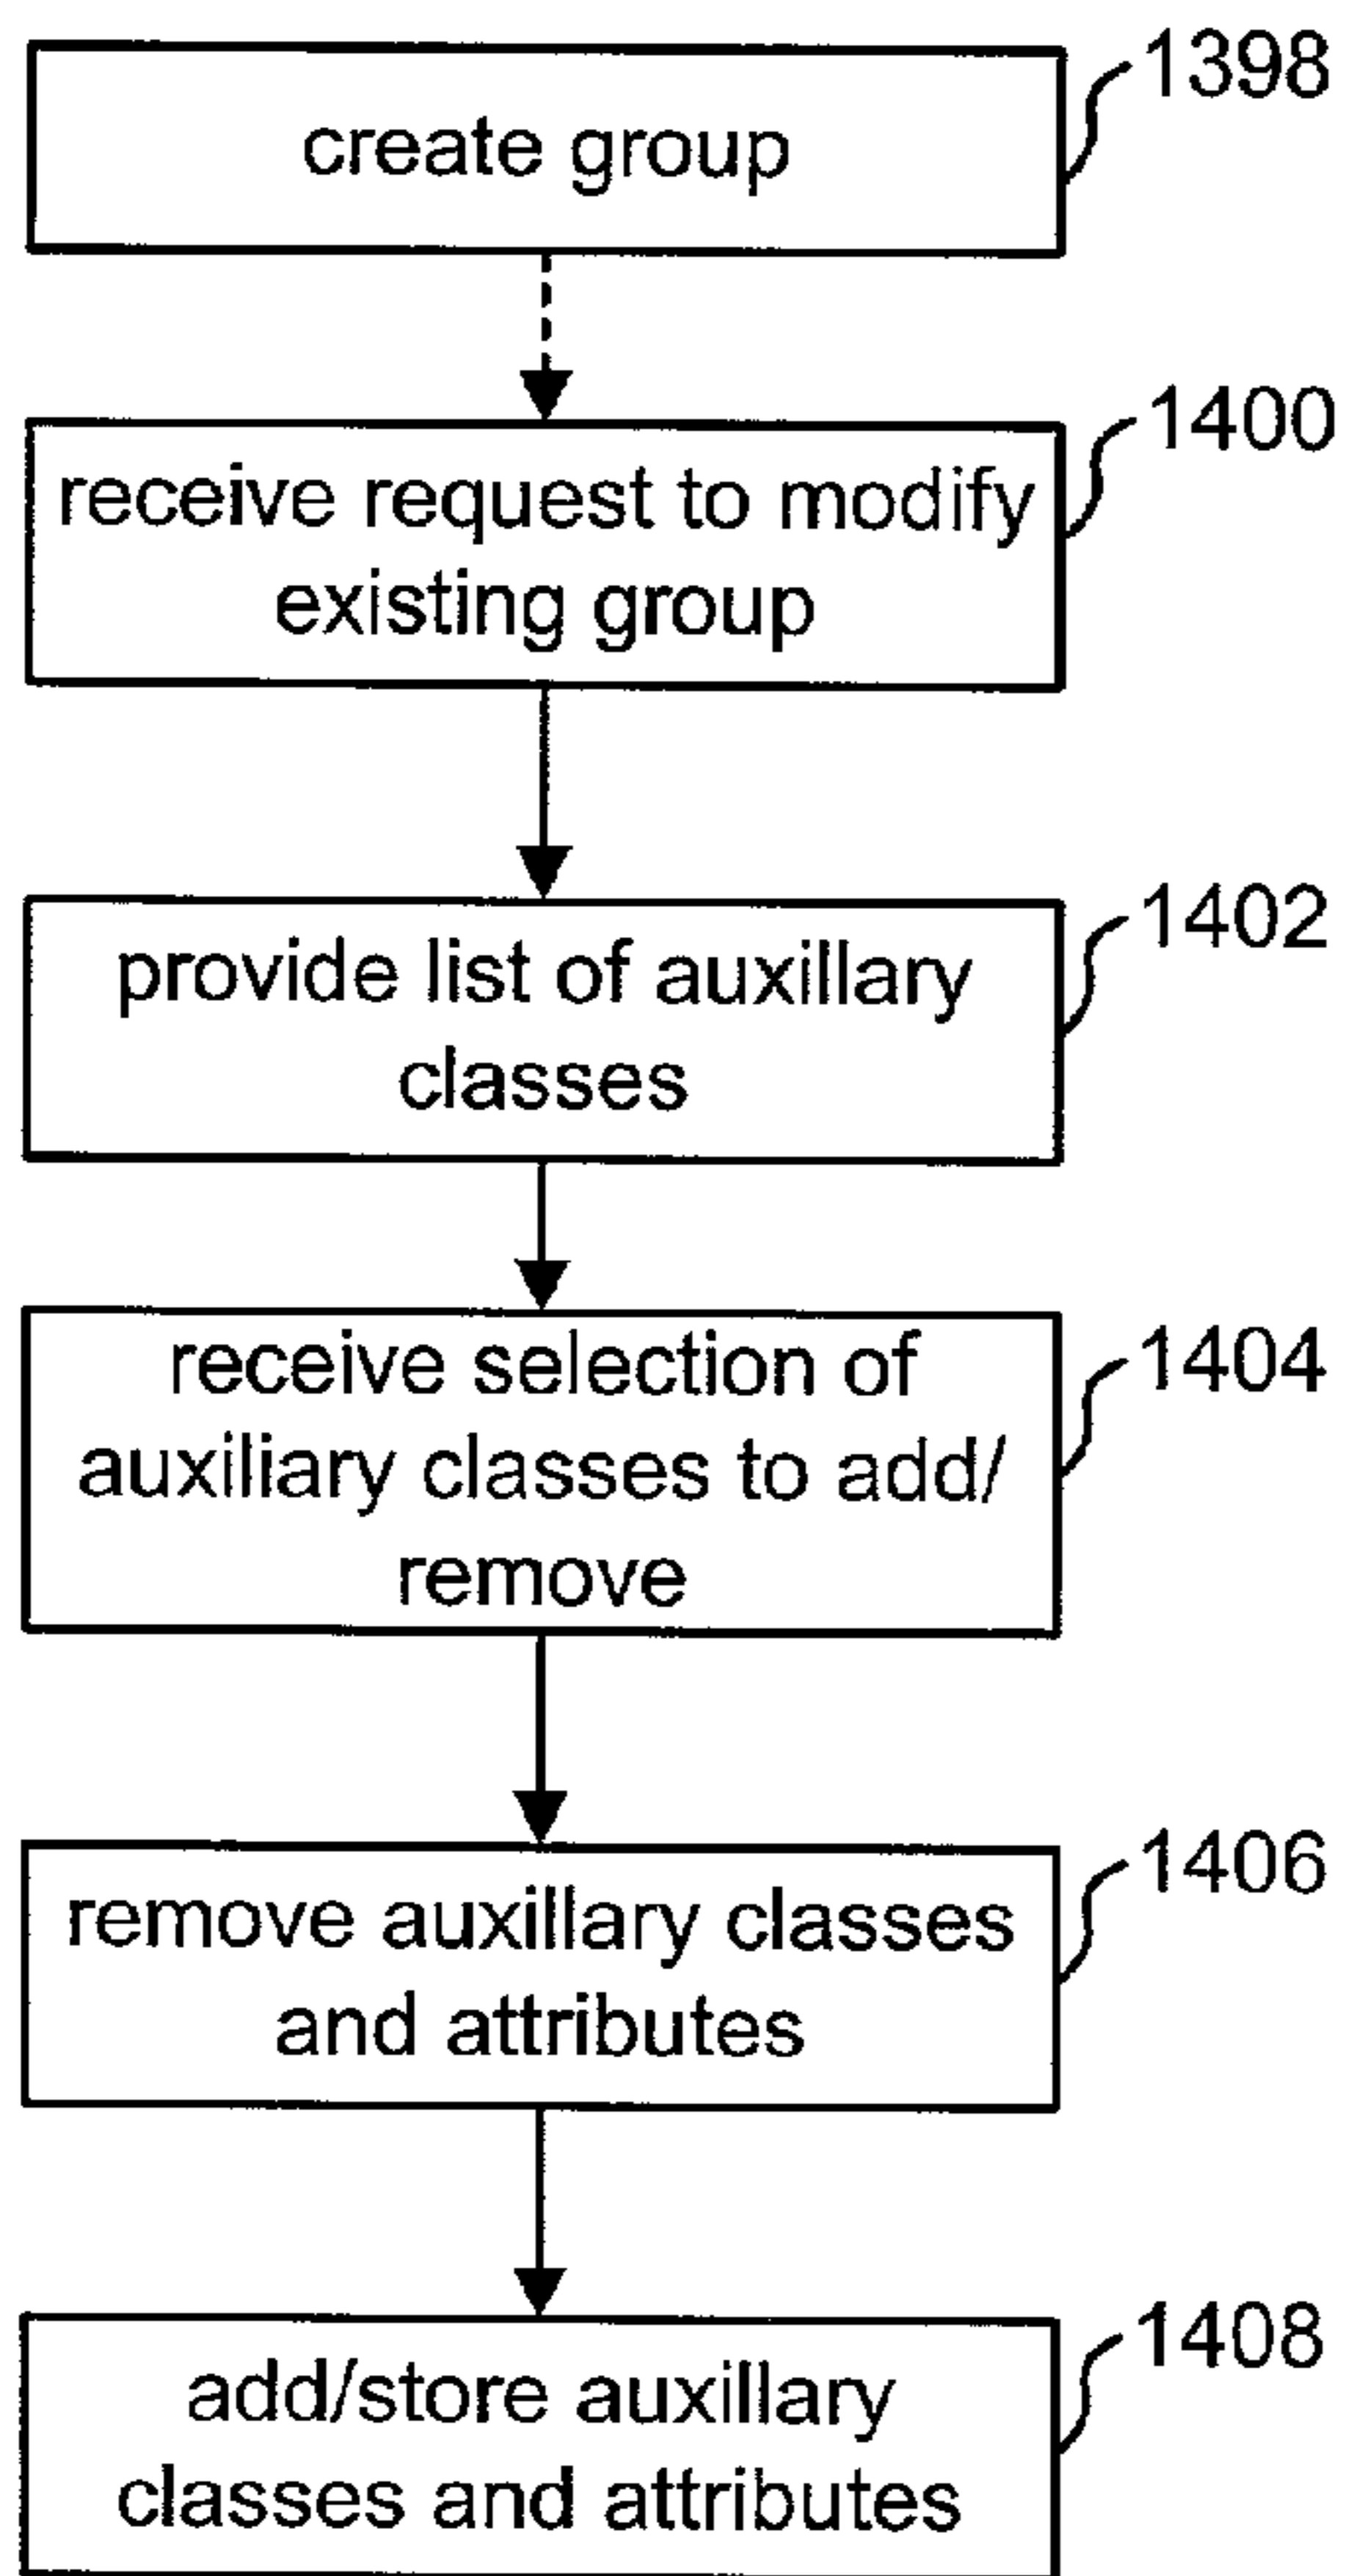 1398
create group
1400
receive request to modify
existing group
1402
provide list of auxillary
classes
1404
receive selection of
auxiliary classes to add/
remove
1406
remove auxillary classes
and attributes
1408
add/store auxillary
classes and attributes